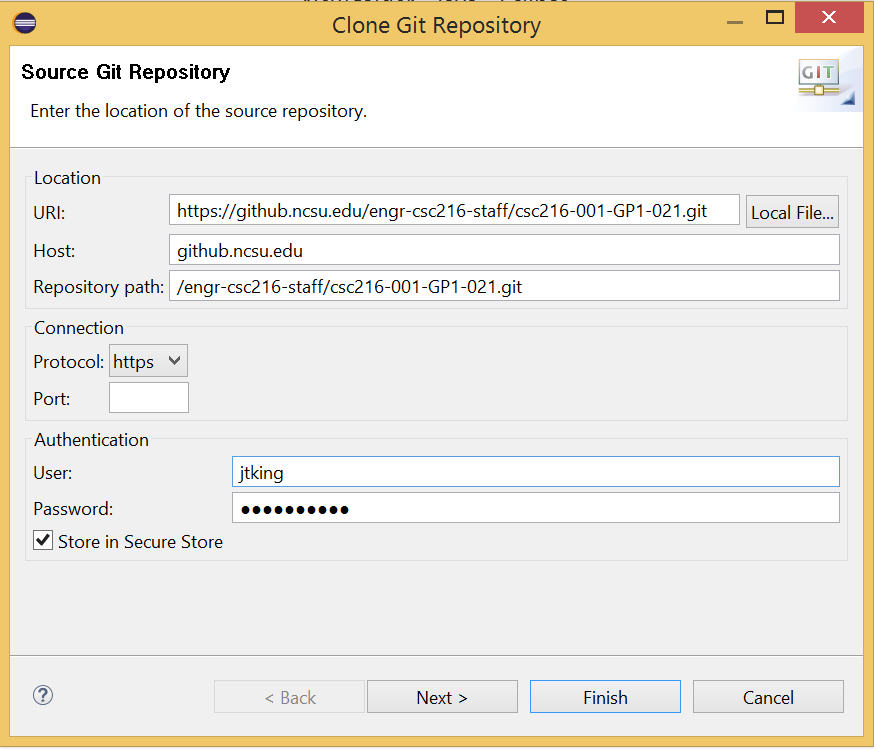 Clone Git Repository
Source Git Repository
GIT
Enter the location of the source repository.
Location
URI: https://github.ncsu.edu/engr-csc216-staff/csc216-001-GP1-021.git Local File...
Host: github.ncsu.edu
Repository path: /engr-csc216-staff/csc216-001-GP1-021.git
Connection
Protocol: https
Port:
Authentication
User: jtking
Password: ●●●●●●●●●●
Store in Secure Store
? < Back Next > Finish Cancel